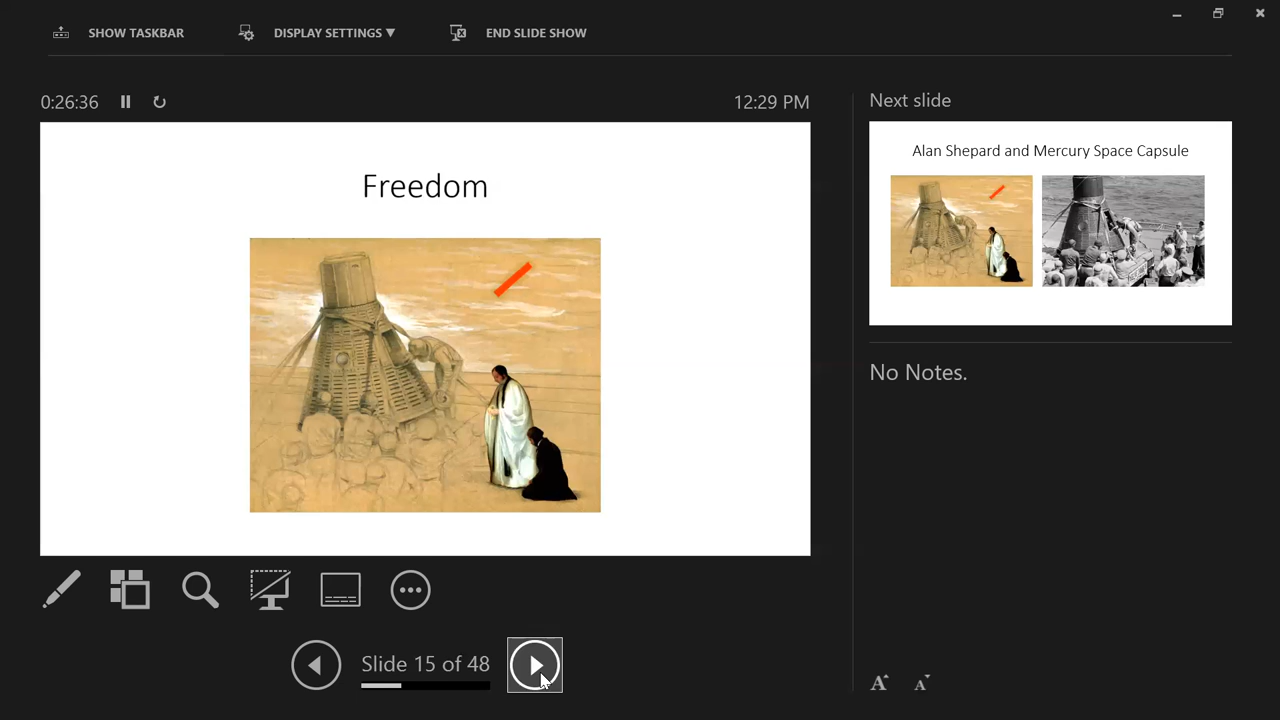 SHOW TASKBAR
DISPLAY SETTINGS ▼
END SLIDE SHOW
0:26:36
12:29 PM
Next slide
Freedom
Alan Shepard and Mercury Space Capsule
No Notes.
Slide 15 of 48
A A